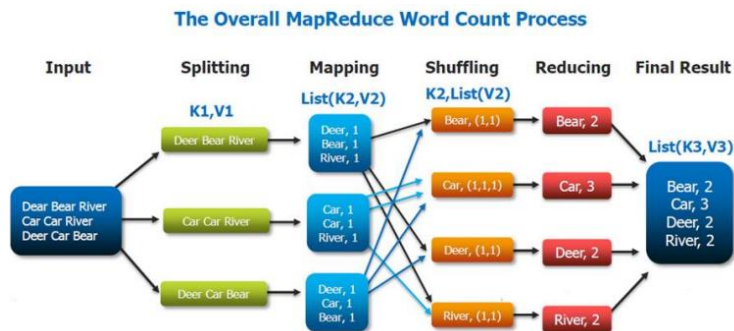 The Overall MapReduce Word Count Process
Input
Splitting
Mapping
Shuffling
Reducing
Final Result
K1,V1
List(K2,V2)
K2,List(V2)
List(K3,V3)
Dear Bear River
Car Car River
Deer Car Bear
Deer Bear River
Car Car River
Deer Car Bear
Deer, 1
Bear, 1
River, 1
Car, 1
Car, 1
River, 1
Deer, 1
Car, 1
Bear, 1
Bear, (1,1)
Car, (1,1,1)
Deer, (1,1)
River, (1,1)
Bear, 2
Car, 3
Deer, 2
River, 2
Bear, 2
Car, 3
Deer, 2
River, 2